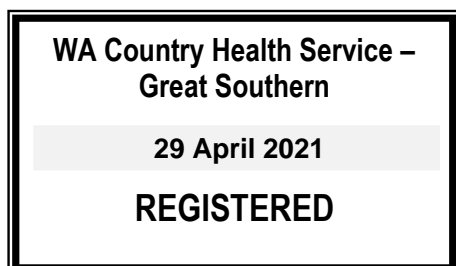 WA Country Health Service –
Great Southern
29 April 2021
REGISTERED